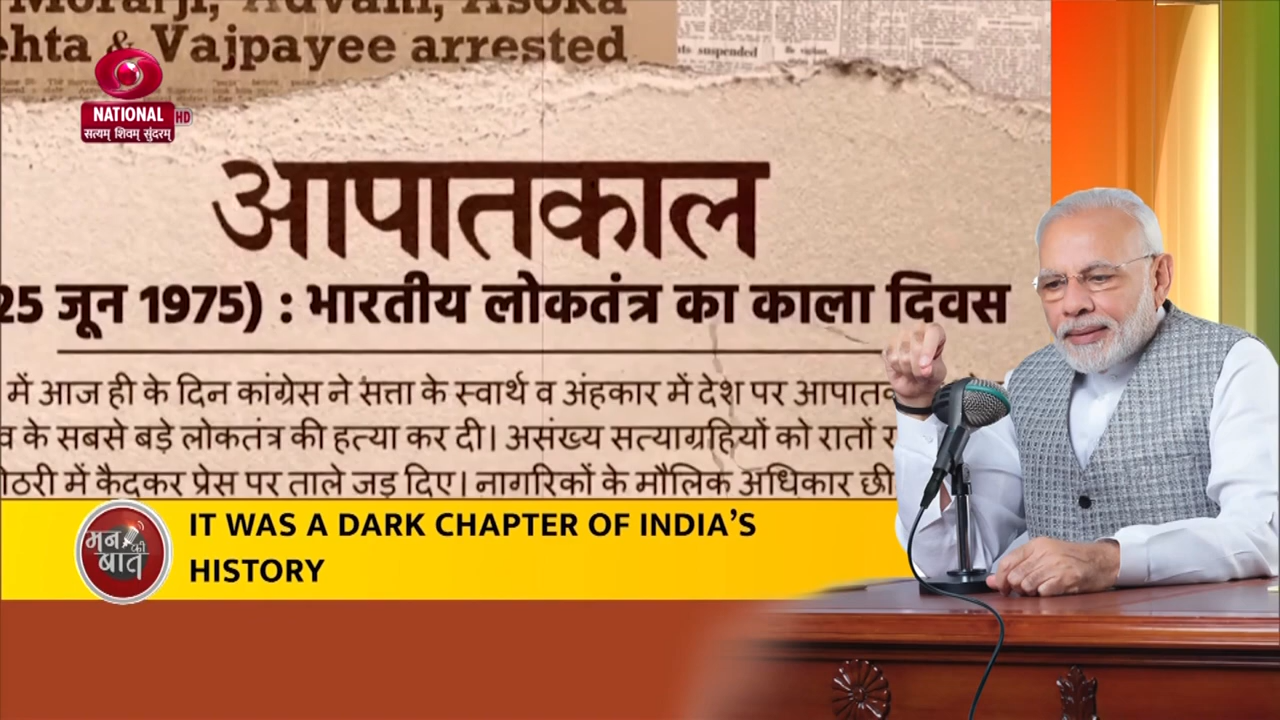 Morarji, Advani, Asoka
ehta & Vajpayee arrested
suspended
NATIONAL HD
सत्यम् शिवम् सुंदरम्
आपातकाल
25 जून 1975) : भारतीय लोकतंत्र का काला दिवस
में आज ही के दिन कांग्रेस ने सत्ता के स्वार्थ व अंहकार में देश पर आपातक
व के सबसे बड़े लोकतंत्र की हत्या कर दी। असंख्य सत्याग्रहियों को रातों र
ठरी में कैदकर प्रेस पर ताले जड़ दिए। नागरिकों के मौलिक अधिकार छी
मन की बात
IT WAS A DARK CHAPTER OF INDIA’S
HISTORY